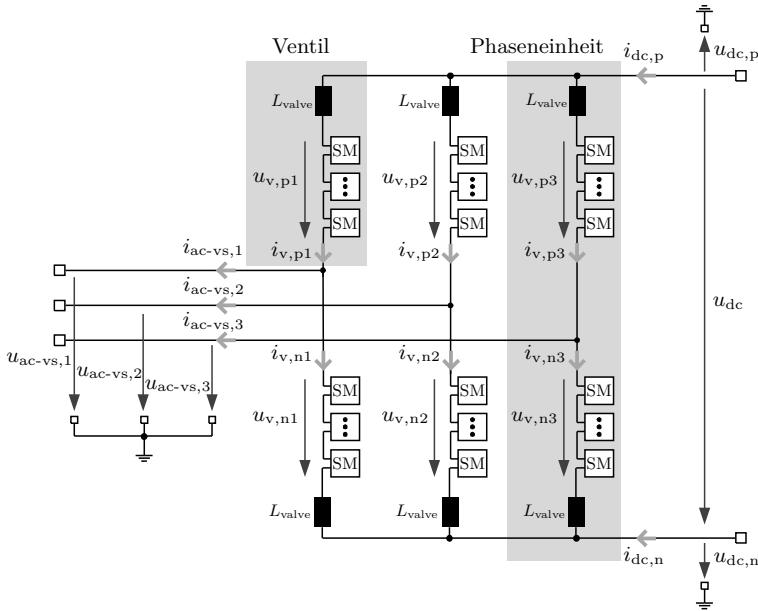 Ventil Phaseneinheit
i_dc,p u_dc,p
L_valve L_valve L_valve
SM SM SM
u_v,p1 u_v,p2 u_v,p3
SM SM SM
i_ac-vs,1 i_v,p1 i_v,p2 i_v,p3
i_ac-vs,2
u_dc
i_ac-vs,3
u_ac-vs,1 u_ac-vs,2 u_ac-vs,3 i_v,n1 i_v,n2 i_v,n3
SM SM SM
u_v,n1 u_v,n2 u_v,n3
SM SM SM
L_valve L_valve L_valve
i_dc,n u_dc,n